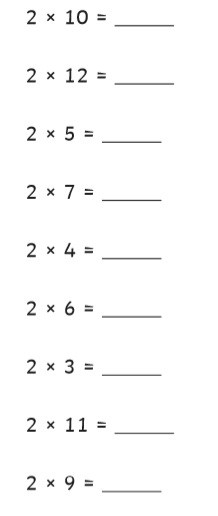 2 × 10 = ______
2 × 12 = ______
2 × 5 = ______
2 × 7 = ______
2 × 4 = ______
2 × 6 = ______
2 × 3 = ______
2 × 11 = ______
2 × 9 = ______